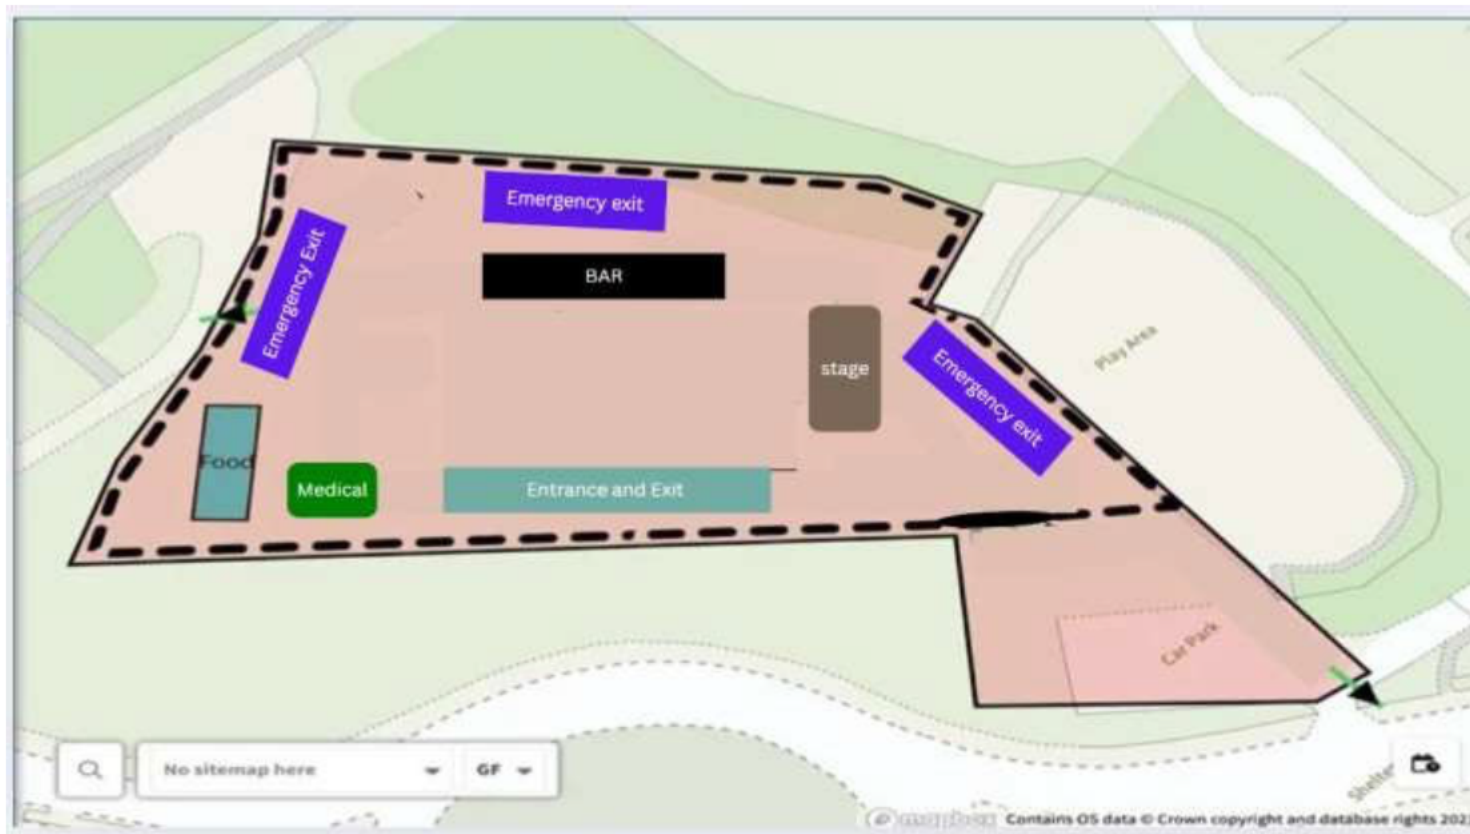 Emergency exit
Emergency Exit
BAR
stage
Emergency exit
Play Area
Food
Medical
Entrance and Exit
Car Park
No sitemap here
GF
mapbox Contains OS data © Crown copyright and database rights